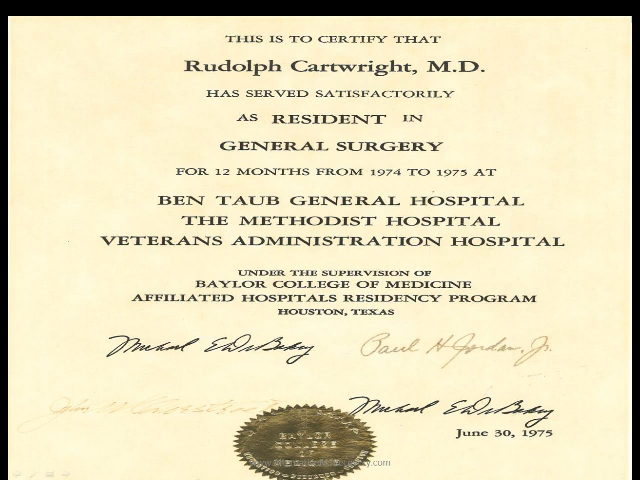 THIS IS TO CERTIFY THAT
Rudolph Cartwright, M.D.
HAS SERVED SATISFACTORILY
AS RESIDENT IN
GENERAL SURGERY
FOR 12 MONTHS FROM 1974 TO 1975 AT
BEN TAUB GENERAL HOSPITAL
THE METHODIST HOSPITAL
VETERANS ADMINISTRATION HOSPITAL
UNDER THE SUPERVISION OF
BAYLOR COLLEGE OF MEDICINE
AFFILIATED HOSPITALS RESIDENCY PROGRAM
HOUSTON, TEXAS
Michael E DeBakey Paul H Jordan, Jr.
Michael E DeBakey
June 30, 1975
BAYLOR
COLLEGE
OF